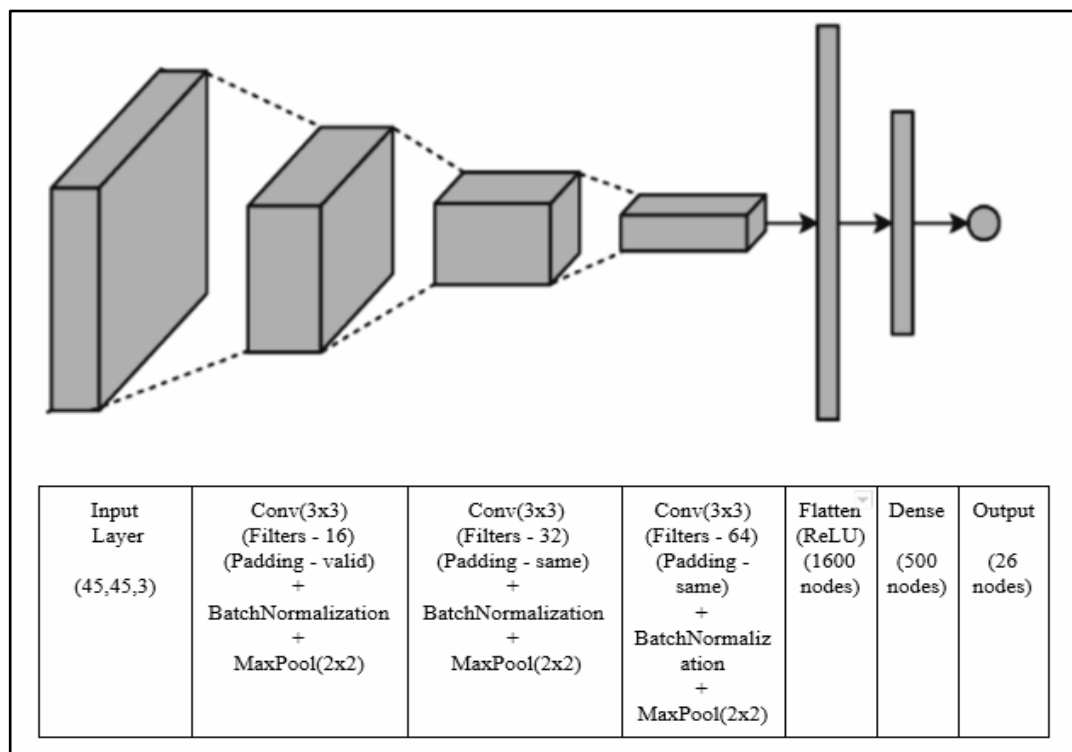 Input
Layer
(45,45,3)
Conv(3x3)
(Filters - 16)
(Padding - valid)
+
BatchNormalization
+
MaxPool(2x2)
Conv(3x3)
(Filters - 32)
(Padding - same)
+
BatchNormalization
+
MaxPool(2x2)
Conv(3x3)
(Filters - 64)
(Padding -
same)
+
BatchNormaliz
ation
+
MaxPool(2x2)
Flatten
(ReLU)
(1600
nodes)
Dense
(500
nodes)
Output
(26
nodes)